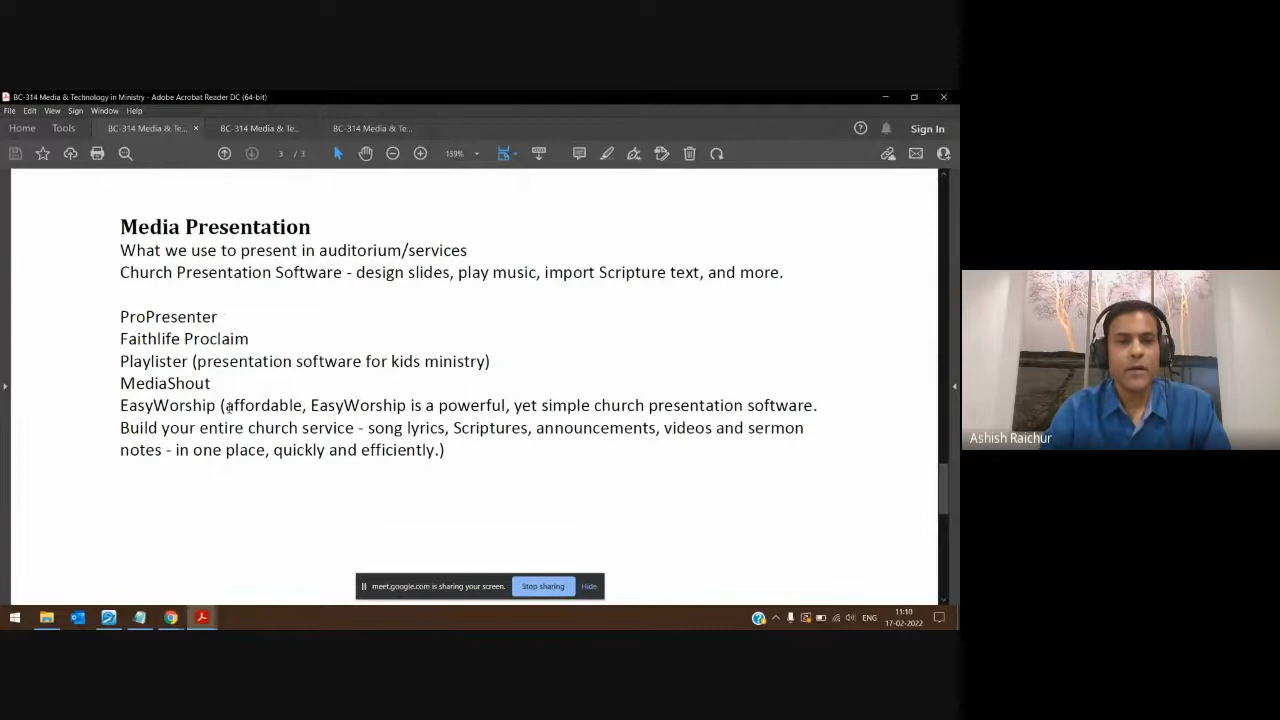 BC-314 Media & Technology in Ministry - Adobe Acrobat Reader DC (64-bit)
File Edit View Sign Window Help
Home Tools BC-314 Media & Te... × BC-314 Media & Te... BC-314 Media & Te... Sign In
3 / 3 159%
Media Presentation
What we use to present in auditorium/services
Church Presentation Software - design slides, play music, import Scripture text, and more.
ProPresenter
Faithlife Proclaim
Playlister (presentation software for kids ministry)
MediaShout
EasyWorship (affordable, EasyWorship is a powerful, yet simple church presentation software.
Build your entire church service - song lyrics, Scriptures, announcements, videos and sermon
notes - in one place, quickly and efficiently.)
Ashish Raichur
meet.google.com is sharing your screen. Stop sharing Hide
ENG 11:10
17-02-2022